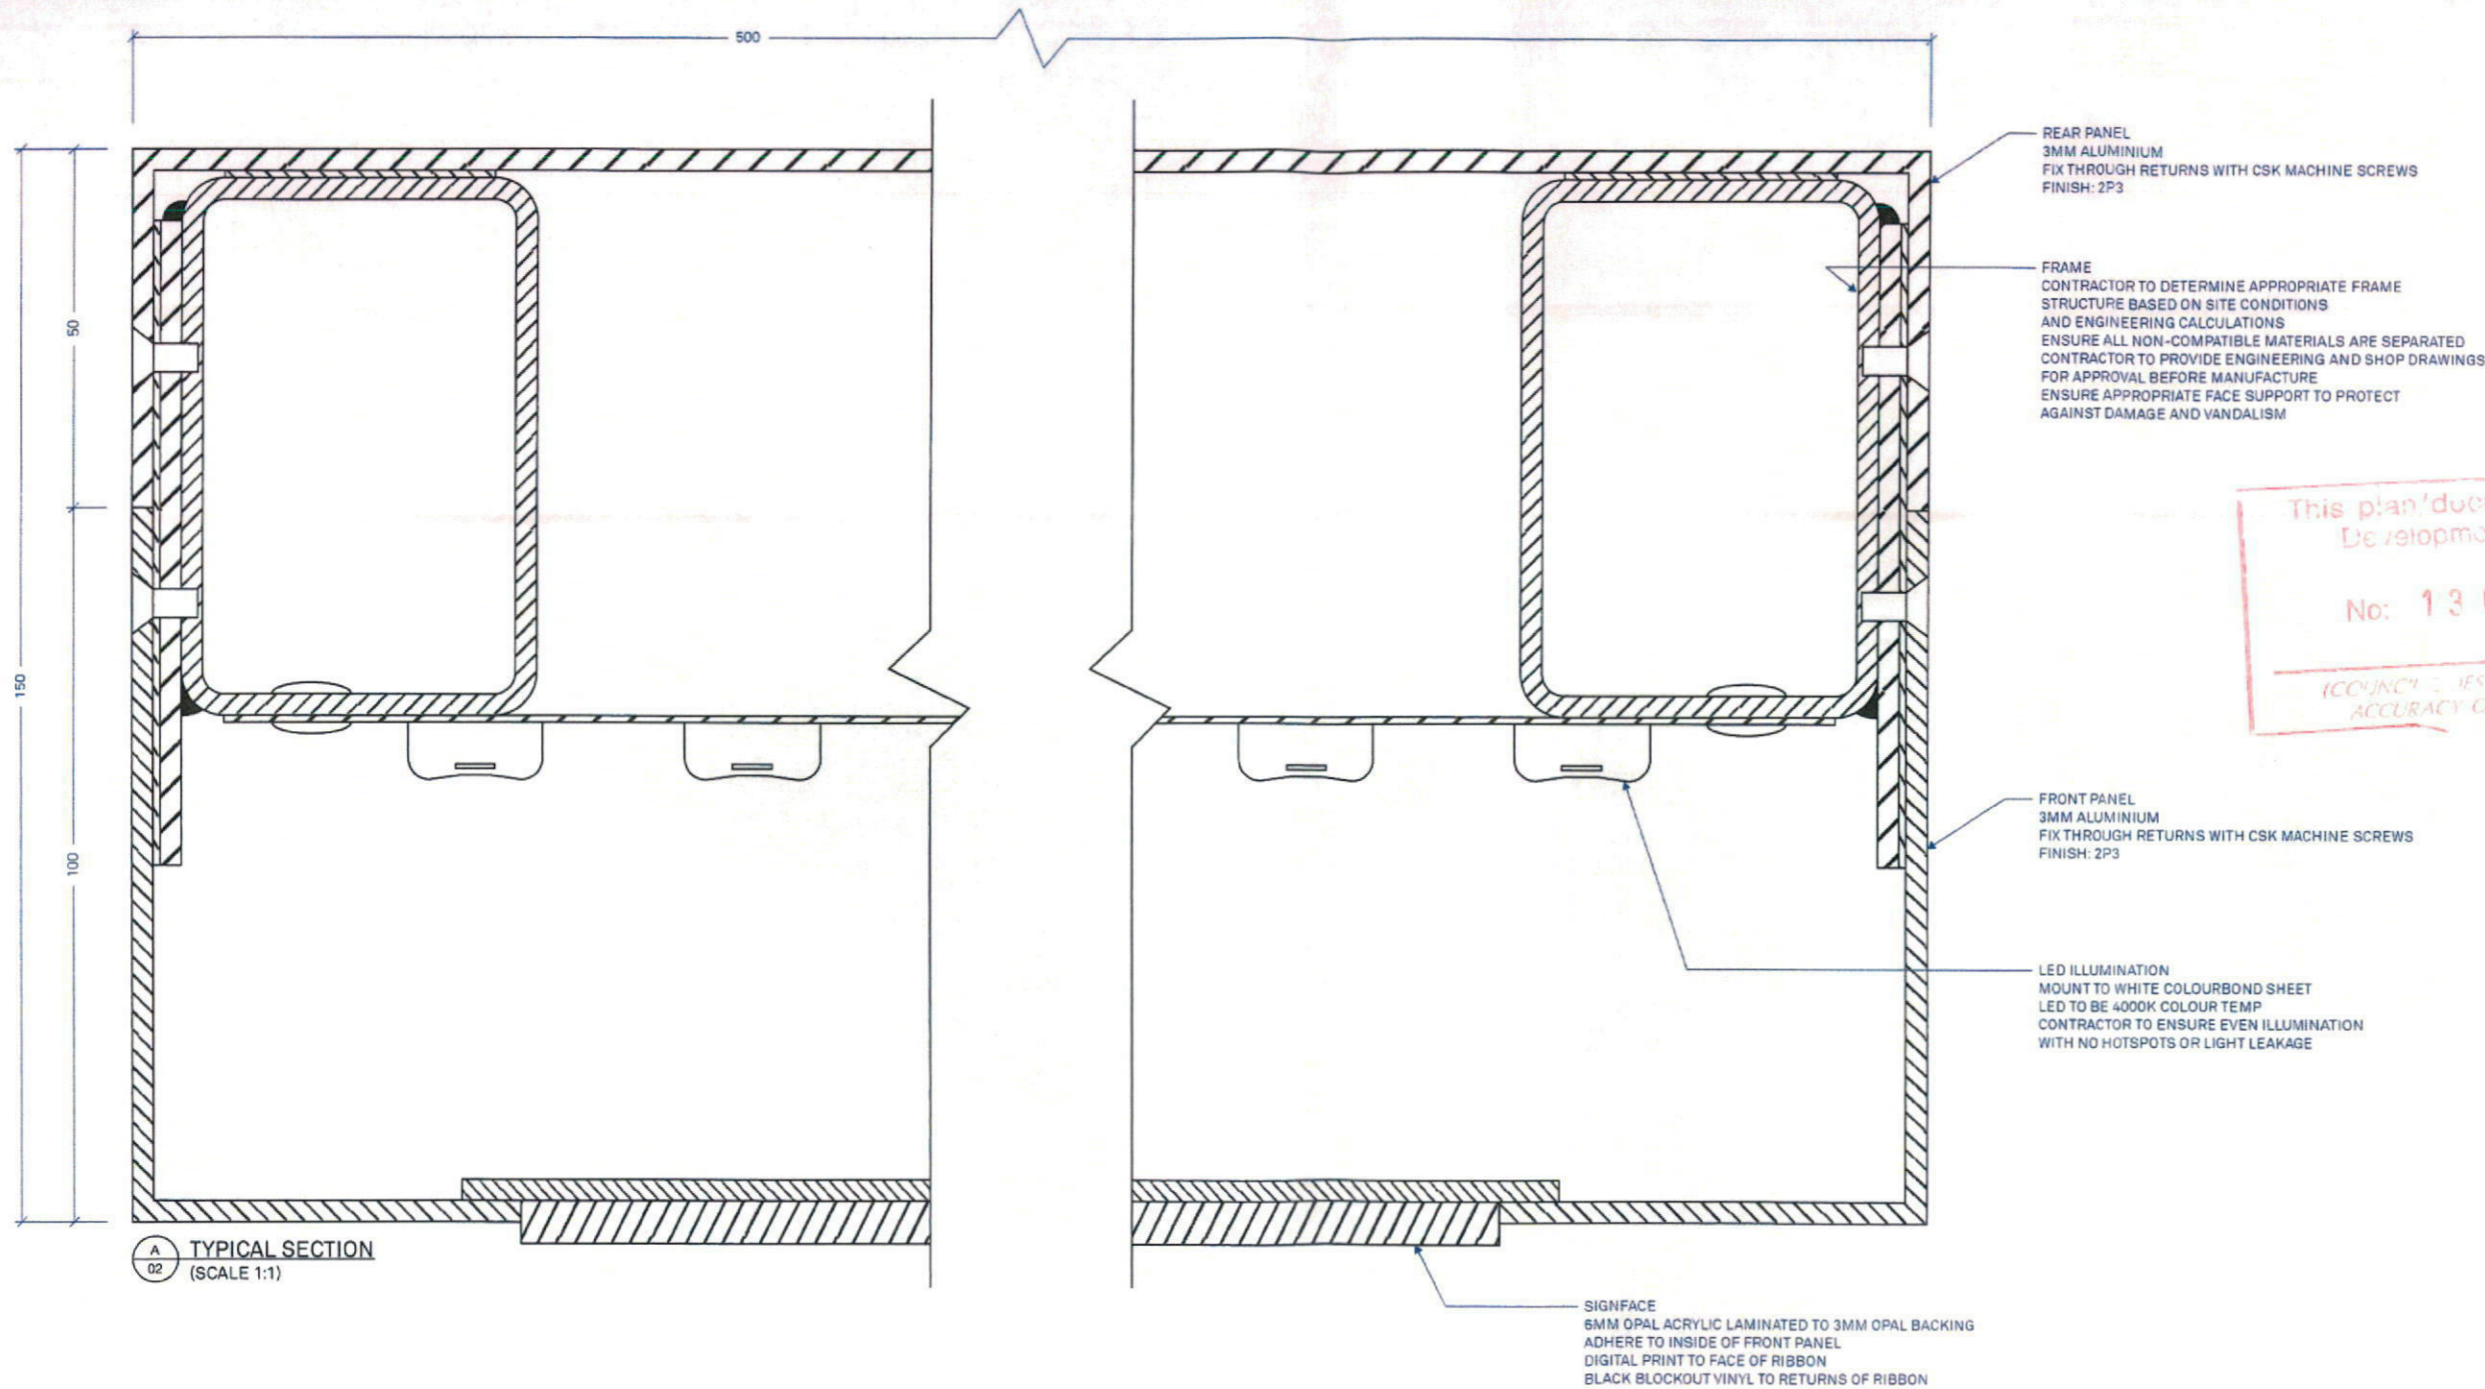 500
REAR PANEL
3MM ALUMINIUM
FIX THROUGH RETURNS WITH CSK MACHINE SCREWS
FINISH: 2P3
FRAME
CONTRACTOR TO DETERMINE APPROPRIATE FRAME
STRUCTURE BASED ON SITE CONDITIONS
AND ENGINEERING CALCULATIONS
ENSURE ALL NON-COMPATIBLE MATERIALS ARE SEPARATED
CONTRACTOR TO PROVIDE ENGINEERING AND SHOP DRAWINGS
FOR APPROVAL BEFORE MANUFACTURE
ENSURE APPROPRIATE FACE SUPPORT TO PROTECT
AGAINST DAMAGE AND VANDALISM
50
150
100
This plan/
No: 13
ACCURACY
FRONT PANEL
3MM ALUMINIUM
FIX THROUGH RETURNS WITH CSK MACHINE SCREWS
FINISH: 2P3
LED ILLUMINATION
MOUNT TO WHITE COLOURBOND SHEET
LED TO BE 4000K COLOUR TEMP
CONTRACTOR TO ENSURE EVEN ILLUMINATION
WITH NO HOTSPOTS OR LIGHT LEAKAGE
A
02
TYPICAL SECTION
(SCALE 1:1)
SIGNFACE
6MM OPAL ACRYLIC LAMINATED TO 3MM OPAL BACKING
ADHERE TO INSIDE OF FRONT PANEL
DIGITAL PRINT TO FACE OF RIBBON
BLACK BLOCKOUT VINYL TO RETURNS OF RIBBON